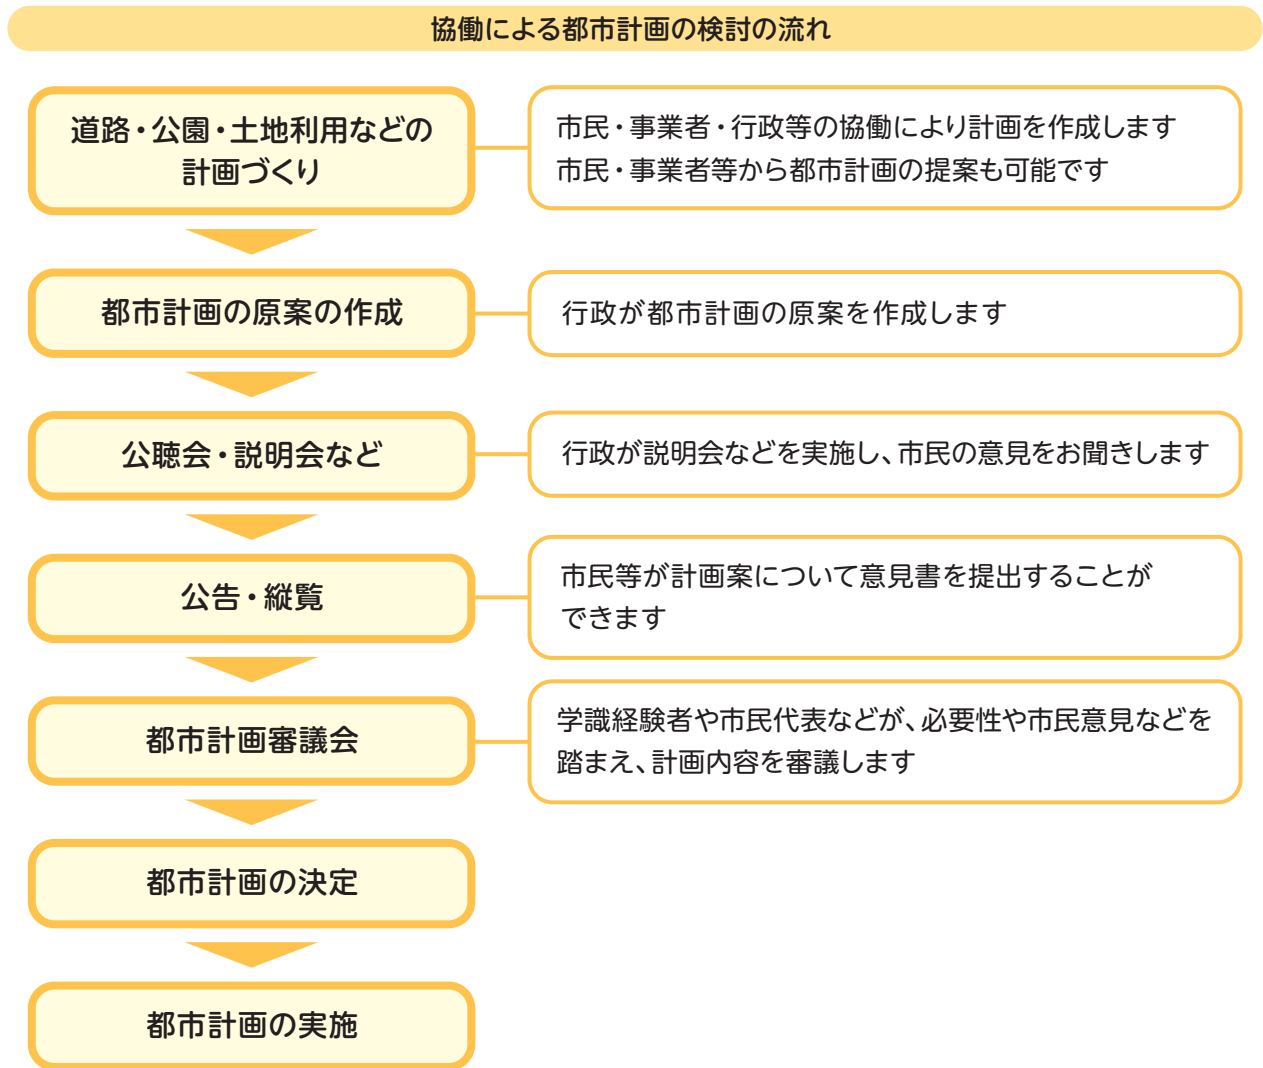 協働による都市計画の検討の流れ
道路・公園・土地利用などの
計画づくり
市民・事業者・行政等の協働により計画を作成します
市民・事業者等から都市計画の提案も可能です
都市計画の原案の作成
行政が都市計画の原案を作成します
公聴会・説明会など
行政が説明会などを実施し、市民の意見をお聞きします
公告・縦覧
市民等が計画案について意見書を提出することが
できます
都市計画審議会
学識経験者や市民代表などが、必要性や市民意見などを
踏まえ、計画内容を審議します
都市計画の決定
都市計画の実施